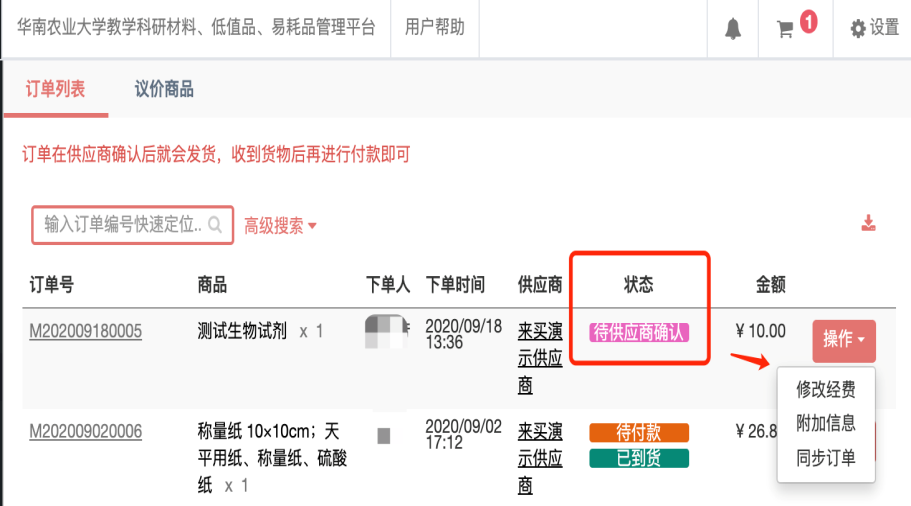 华南农业大学教学科研材料、低值品、易耗品管理平台 用户帮助 1 设置
订单列表 议价商品
订单在供应商确认后就会发货，收到货物后再进行付款即可
输入订单编号快速定位.. 高级搜索
订单号 商品 下单人 下单时间 供应商 状态 金额
M202009180005 测试生物试剂 x 1 2020/09/18 来买演 待供应商确认 ¥ 10.00 操作
13:36 示供应
商
修改经费
附加信息
同步订单
M202009020006 称量纸 10×10cm；天 2020/09/02 来买演 待付款 ¥ 26.8
平用纸、称量纸、硫酸 17:12 示供应 已到货
纸 x 1 商